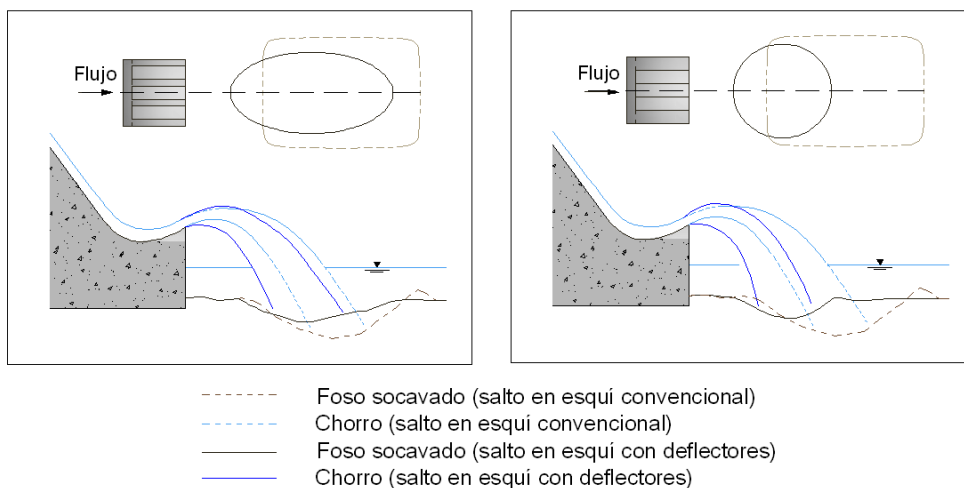 Flujo
Flujo
Foso socavado (salto en esquí convencional)
Chorro (salto en esquí convencional)
Foso socavado (salto en esquí con deflectores)
Chorro (salto en esquí con deflectores)